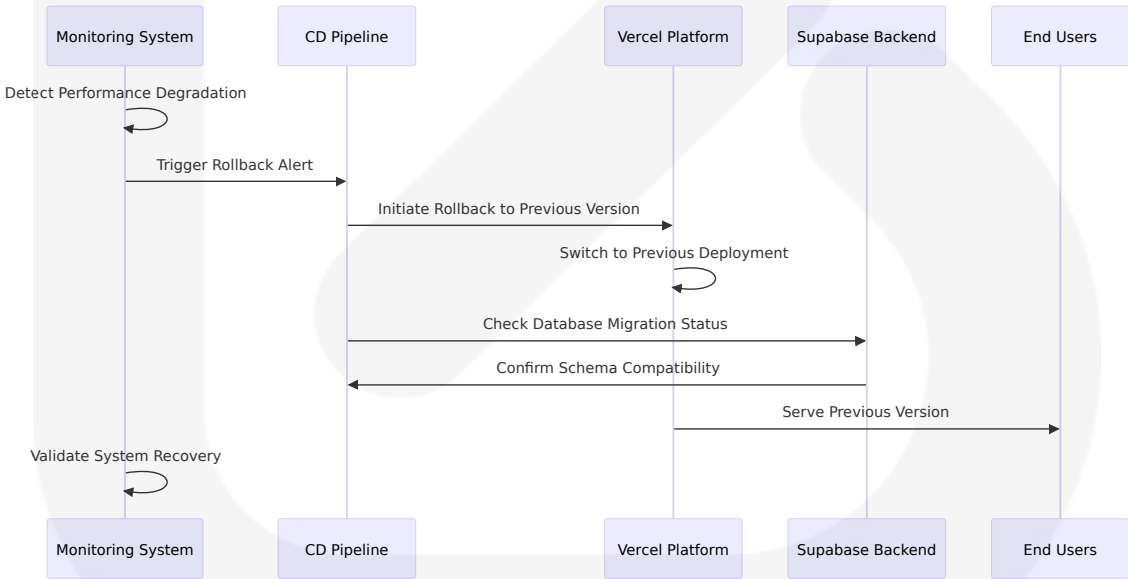 Monitoring System
CD Pipeline
Vercel Platform
Supabase Backend
End Users
Detect Performance Degradation
Trigger Rollback Alert
Initiate Rollback to Previous Version
Switch to Previous Deployment
Check Database Migration Status
Confirm Schema Compatibility
Serve Previous Version
Validate System Recovery
Monitoring System
CD Pipeline
Vercel Platform
Supabase Backend
End Users